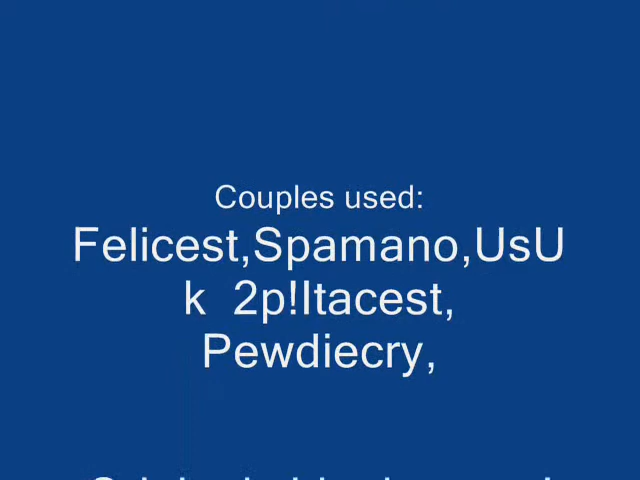 Couples used:
Felicest,Spamano,UsU
k  2p!Itacest,
Pewdiecry,